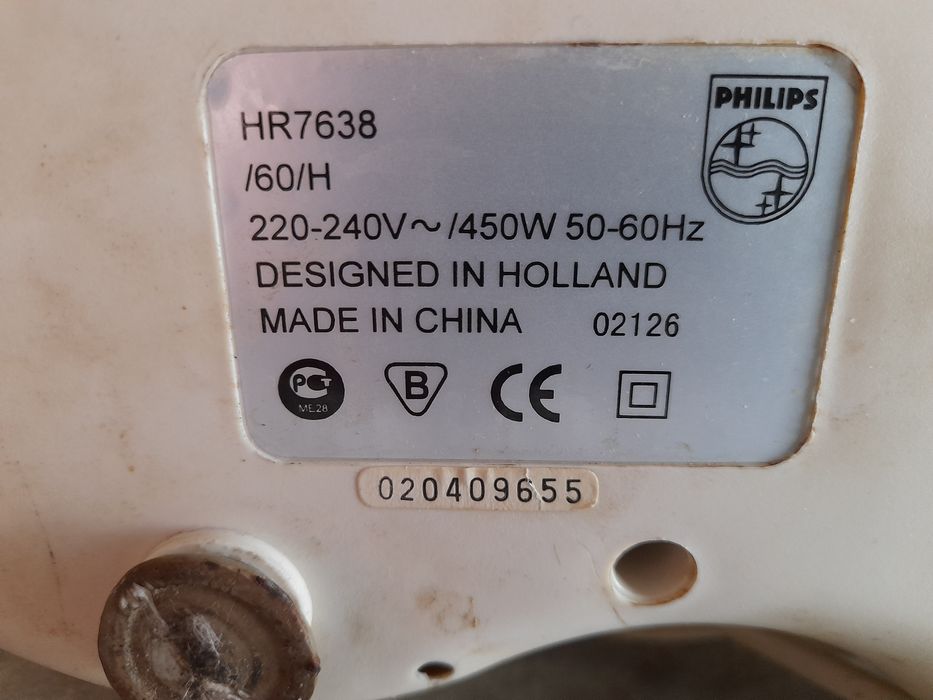 PHILIPS
HR7638
/60/H
220-240V~/450W 50-60Hz
DESIGNED IN HOLLAND
MADE IN CHINA 02126
PCT ME28 B CE
020409655